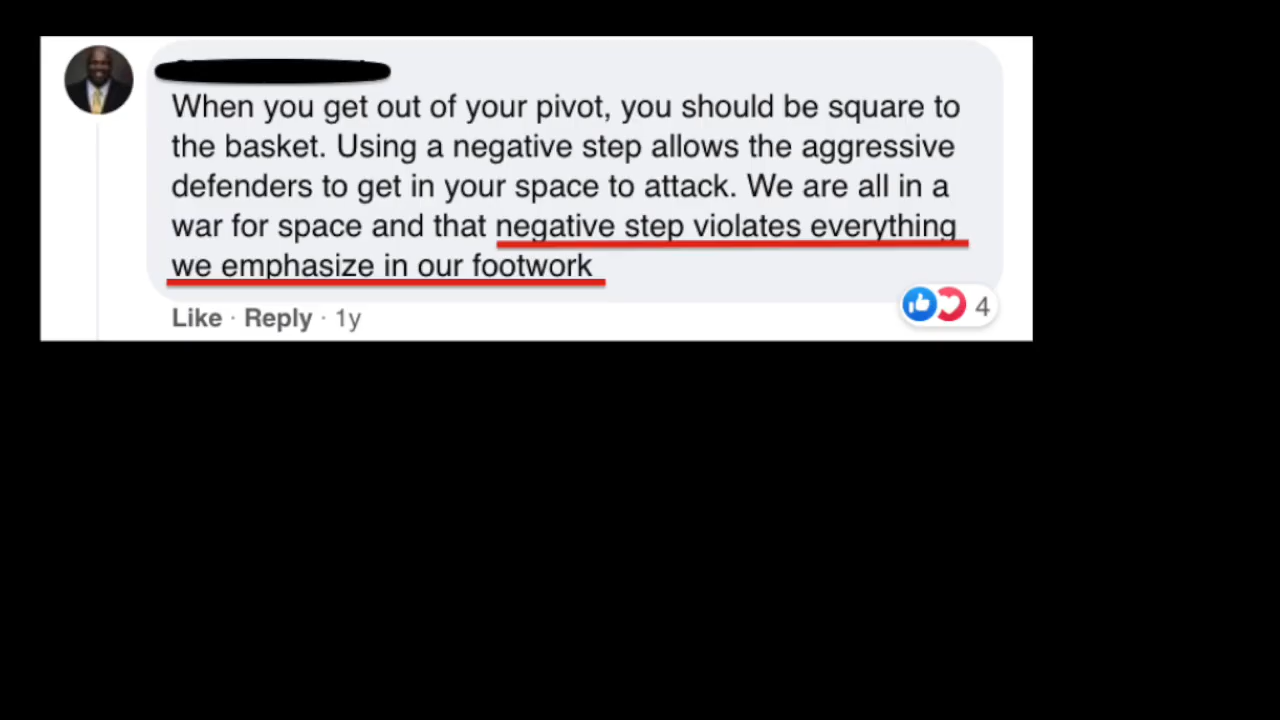 When you get out of your pivot, you should be square to
the basket. Using a negative step allows the aggressive
defenders to get in your space to attack. We are all in a
war for space and that negative step violates everything
we emphasize in our footwork
Like · Reply · 1y
4